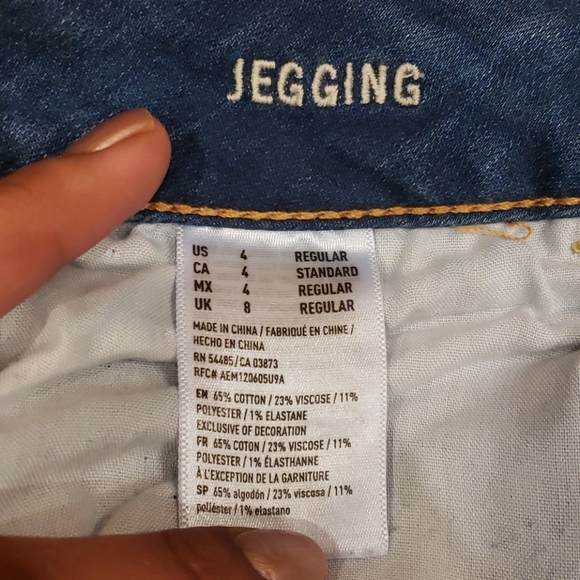 JEGGING
US 4 REGULAR
CA 4 STANDARD
MX 4 REGULAR
UK 8 REGULAR
MADE IN CHINA / FABRIQUÉ EN CHINE /
HECHO EN CHINA
RN 54485 / CA 03873
RFC# AEM120605U9A
EN 65% COTTON / 23% VISCOSE / 11%
POLYESTER / 1% ELASTANE
EXCLUSIVE OF DECORATION
FR 65% COTON / 23% VISCOSE / 11%
POLYESTER / 1% ÉLASTHANNE
À L'EXCEPTION DE LA GARNITURE
SP 65% algodón / 23% viscosa / 11%
poliéster / 1% elastano